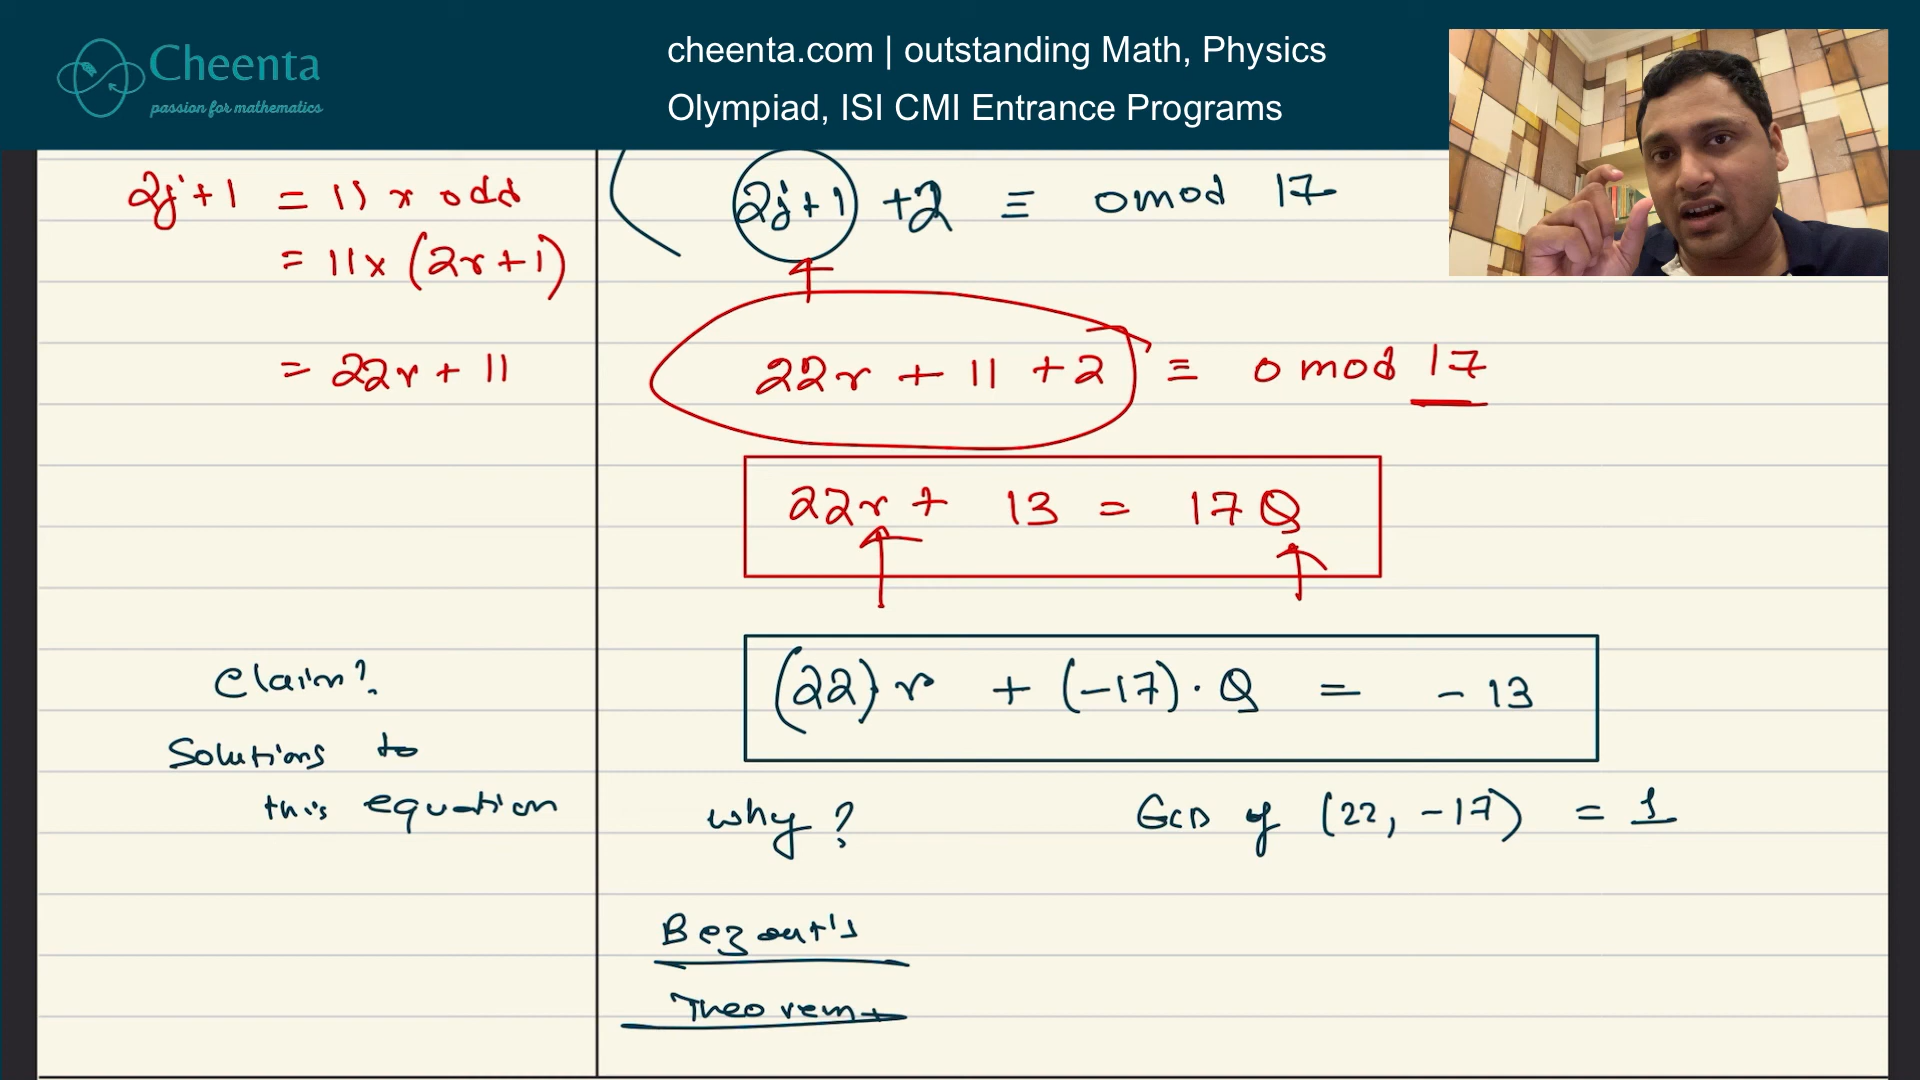 Cheenta
passion for mathematics
cheenta.com | outstanding Math, Physics
Olympiad, ISI CMI Entrance Programs
2j+1 = 11 x odd
= 11x (2r+1)
= 22r + 11
2j+1 +2 ≡ 0 mod 17
22r + 11 +2 ≡ 0 mod 17
22r + 13 = 17 Q
(22) r + (-17) · Q = - 13
Claim?
Solutions to
this equation
why?
GCD of (22, -17) = 1
Bezout's
Theorem